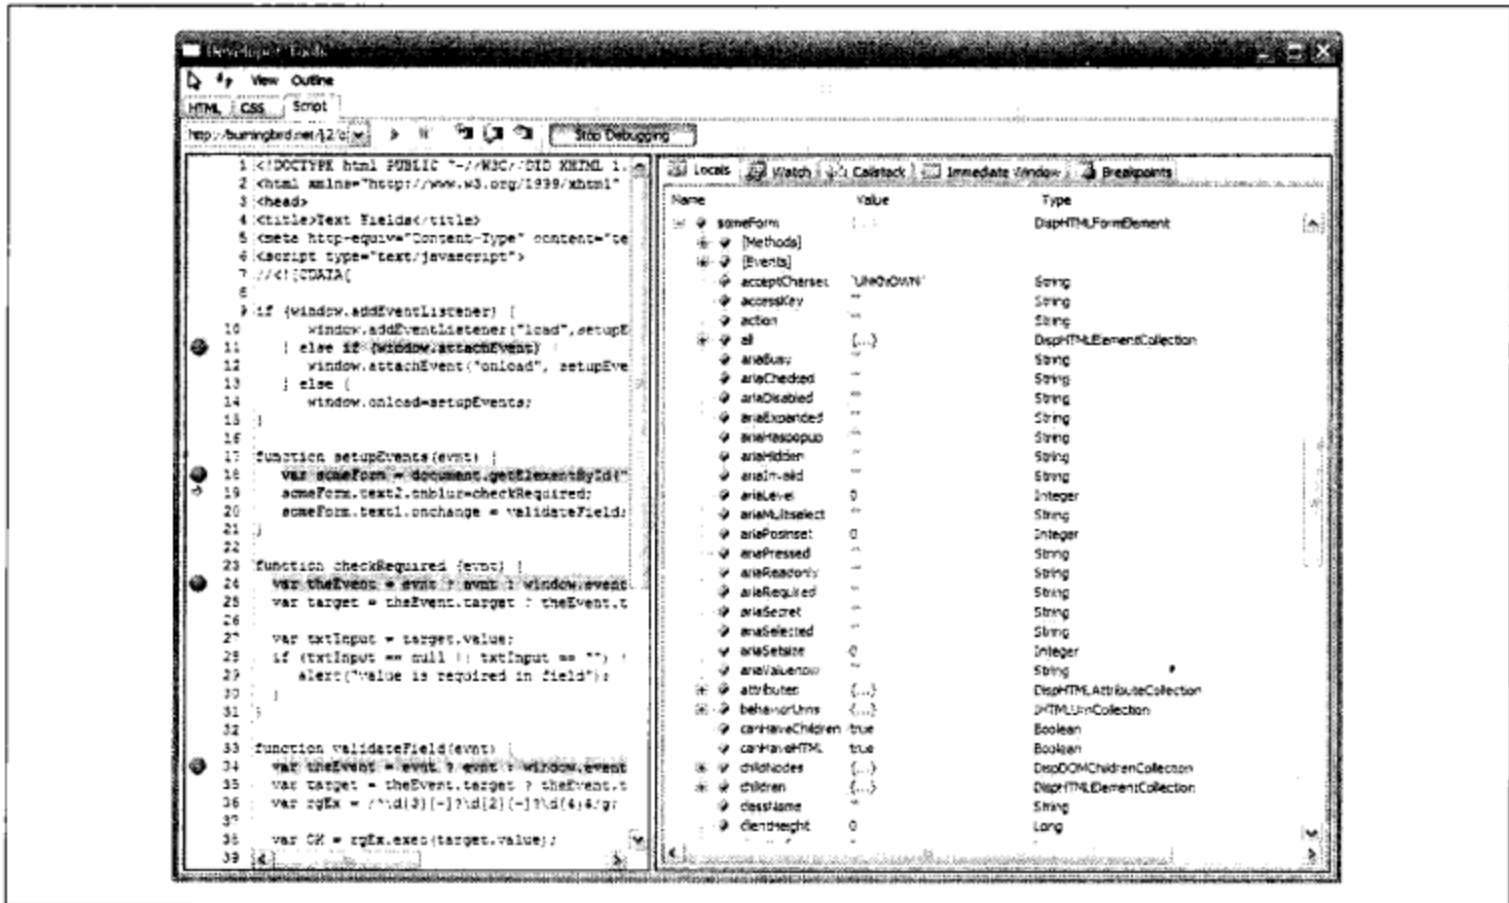 Developer Tools
View Outline
HTML CSS Script
http://burningbird.net/j2/c Stop Debugging
1 <!DOCTYPE html PUBLIC "-//W3C//DTD XHTML 1.
2 <html xmlns="http://www.w3.org/1999/xhtml"
3 <head>
4 <title>Text Fields</title>
5 <meta http-equiv="Content-Type" content="te
6 <script type="text/javascript">
7 //<![CDATA[
8
9 if (window.addEventListener) {
10 window.addEventListener("load",setupE
11 } else if (window.attachEvent) {
12 window.attachEvent("onload", setupEve
13 } else {
14 window.onload=setupEvents;
15 }
16
17 function setupEvents(evnt) {
18 var someForm = document.getElementById("
19 someForm.text2.onblur=checkRequired;
20 someForm.text1.onchange = validateField;
21 }
22
23 function checkRequired (evnt) {
24 var theEvent = evnt ? evnt : window.event
25 var target = theEvent.target ? theEvent.t
26
27 var txtInput = target.value;
28 if (txtInput == null || txtInput == "") {
29 alert("value is required in field");
30 }
31 }
32
33 function validateField(evnt) {
34 var theEvent = evnt ? evnt : window.event
35 var target = theEvent.target ? theEvent.t
36 var rgEx = /^\d{3}[-]?\d{2}[-]?\d{4}$/g;
37
38 var OK = rgEx.exec(target.value);
39
Locals Watch Callstack Immediate Window Breakpoints
Name Value Type
someForm {...} DispHTMLFormElement
[Methods]
[Events]
acceptCharset "UNKNOWN" String
accessKey "" String
action "" String
all {...} DispHTMLElementCollection
ariaBusy "" String
ariaChecked "" String
ariaDisabled "" String
ariaExpanded "" String
ariaHaspopup "" String
ariaHidden "" String
ariaInvalid "" String
ariaLevel 0 Integer
ariaMultiselect "" String
ariaPosinset 0 Integer
ariaPressed "" String
ariaReadonly "" String
ariaRequired "" String
ariaSecret "" String
ariaSelected "" String
ariaSetsize 0 Integer
ariaValuenow "" String
attributes {...} DispHTMLAttributeCollection
behaviorUrns {...} IHTMLUrnCollection
canHaveChildren true Boolean
canHaveHTML true Boolean
childNodes {...} DispDOMChildrenCollection
children {...} DispHTMLElementCollection
className "" String
clientHeight 0 Long